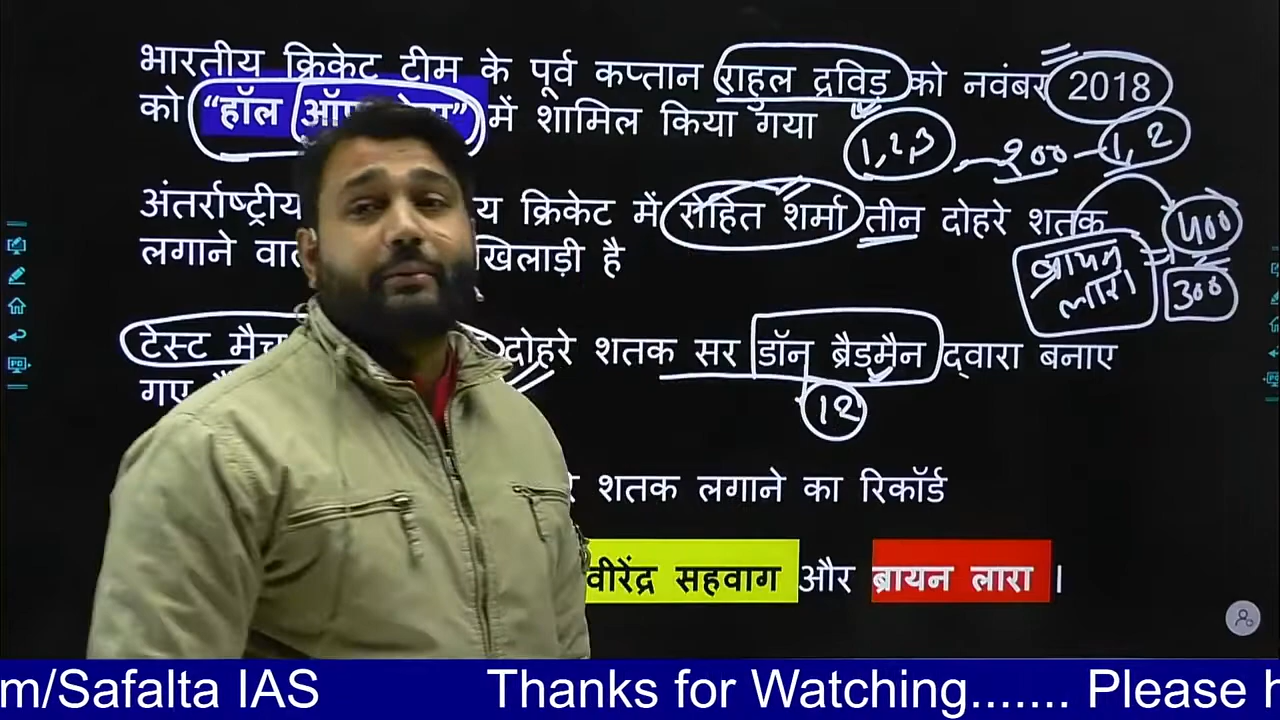 भारतीय क्रिकेट टीम के पूर्व कप्तान राहुल द्रविड़ को नवंबर 2018
को “हॉल में शामिल किया गया
1,2,3 200 1,2
अंतर्राष्ट्रीय य क्रिकेट में रोहित शर्मा तीन दोहरे शतक
400
लगाने खिलाड़ी है
ब्रायन लारा
300
टेस्ट दोहरे शतक सर डॉन ब्रैडमैन द्वारा बनाए
गए
12
शतक लगाने का रिकॉर्ड
वीरेंद्र सहवाग और ब्रायन लारा ।
m/Safalta IAS Thanks for Watching....... Please h